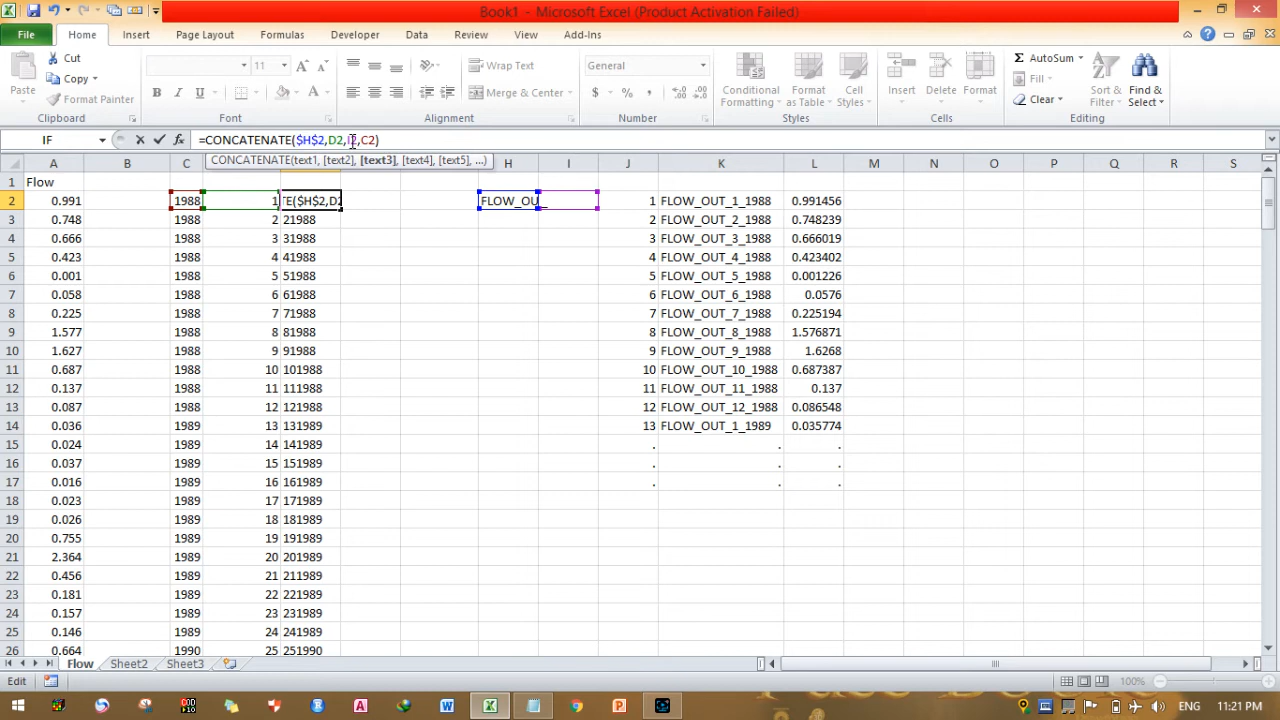 Book1 - Microsoft Excel (Product Activation Failed)
File Home Insert Page Layout Formulas Data Review View Developer Add-Ins
Cut
Copy
Format Painter
Paste
Clipboard
11
B I U A
Font
Wrap Text
Merge & Center
Alignment
General
$ % ,
Number
Conditional Formatting
Format as Table
Cell Styles
Styles
Insert Delete Format
Cells
AutoSum
Fill
Clear
Sort & Filter
Find & Select
Editing
IF =CONCATENATE($H$2,D2,I2,C2)
CONCATENATE(text1, [text2], [text3], [text4], [text5], ...)
A B C H I J K L M N O P Q R S
1 Flow
2 0.991 1988 1 TE($H$2,D2 FLOW_OU _ 1 FLOW_OUT_1_1988 0.991456
3 0.748 1988 2 21988 2 FLOW_OUT_2_1988 0.748239
4 0.666 1988 3 31988 3 FLOW_OUT_3_1988 0.666019
5 0.423 1988 4 41988 4 FLOW_OUT_4_1988 0.423402
6 0.001 1988 5 51988 5 FLOW_OUT_5_1988 0.001226
7 0.058 1988 6 61988 6 FLOW_OUT_6_1988 0.0576
8 0.225 1988 7 71988 7 FLOW_OUT_7_1988 0.225194
9 1.577 1988 8 81988 8 FLOW_OUT_8_1988 1.576871
10 1.627 1988 9 91988 9 FLOW_OUT_9_1988 1.6268
11 0.687 1988 10 101988 10 FLOW_OUT_10_1988 0.687387
12 0.137 1988 11 111988 11 FLOW_OUT_11_1988 0.137
13 0.087 1988 12 121988 12 FLOW_OUT_12_1988 0.086548
14 0.036 1989 13 131989 13 FLOW_OUT_1_1989 0.035774
15 0.024 1989 14 141989 . . .
16 0.037 1989 15 151989 . . .
17 0.016 1989 16 161989 . . .
18 0.023 1989 17 171989
19 0.026 1989 18 181989
20 0.755 1989 19 191989
21 2.364 1989 20 201989
22 0.456 1989 21 211989
23 0.181 1989 22 221989
24 0.157 1989 23 231989
25 0.146 1989 24 241989
26 0.664 1990 25 251990
Flow Sheet2 Sheet3
Edit 100%
ENG 11:21 PM